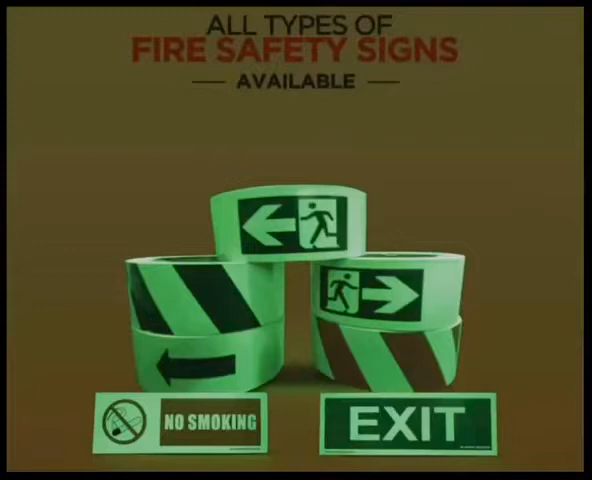 ALL TYPES OF
FIRE SAFETY SIGNS
AVAILABLE
NO SMOKING
EXIT